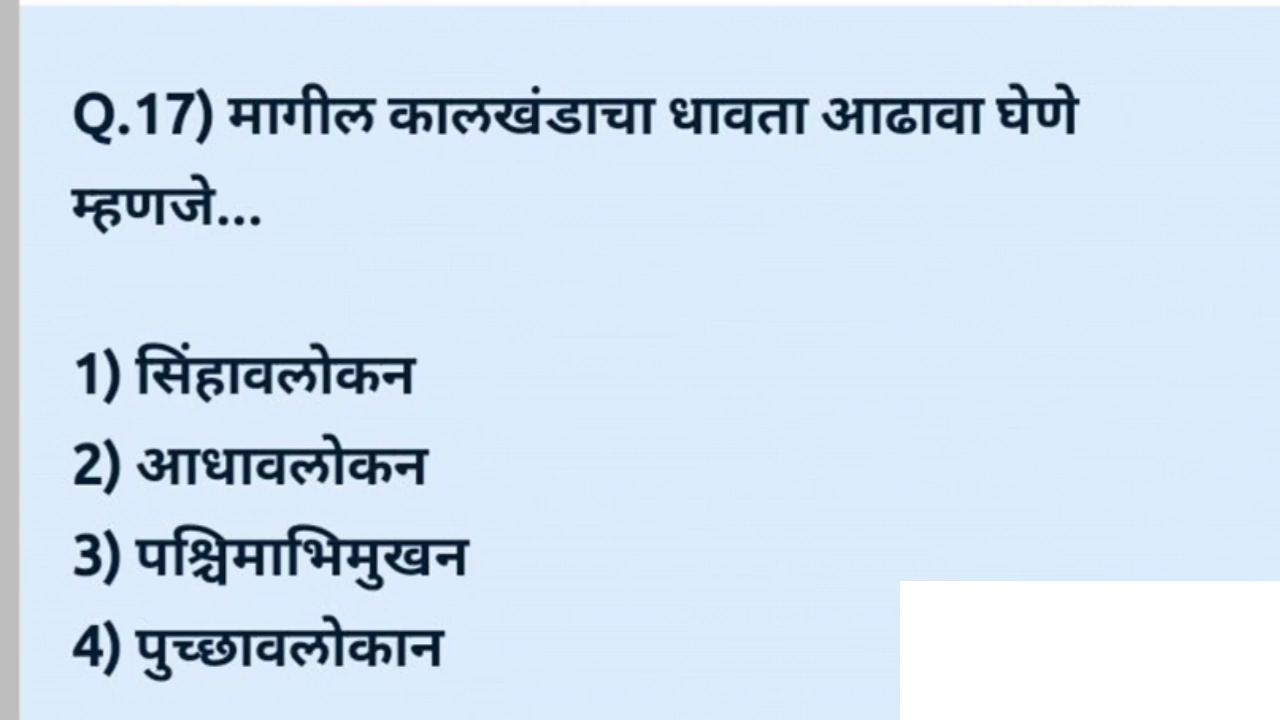 Q.17) मागील कालखंडाचा धावता आढावा घेणे
म्हणजे...
1) सिंहावलोकन
2) आधावलोकन
3) पश्चिमाभिमुखन
4) पुच्छावलोकान